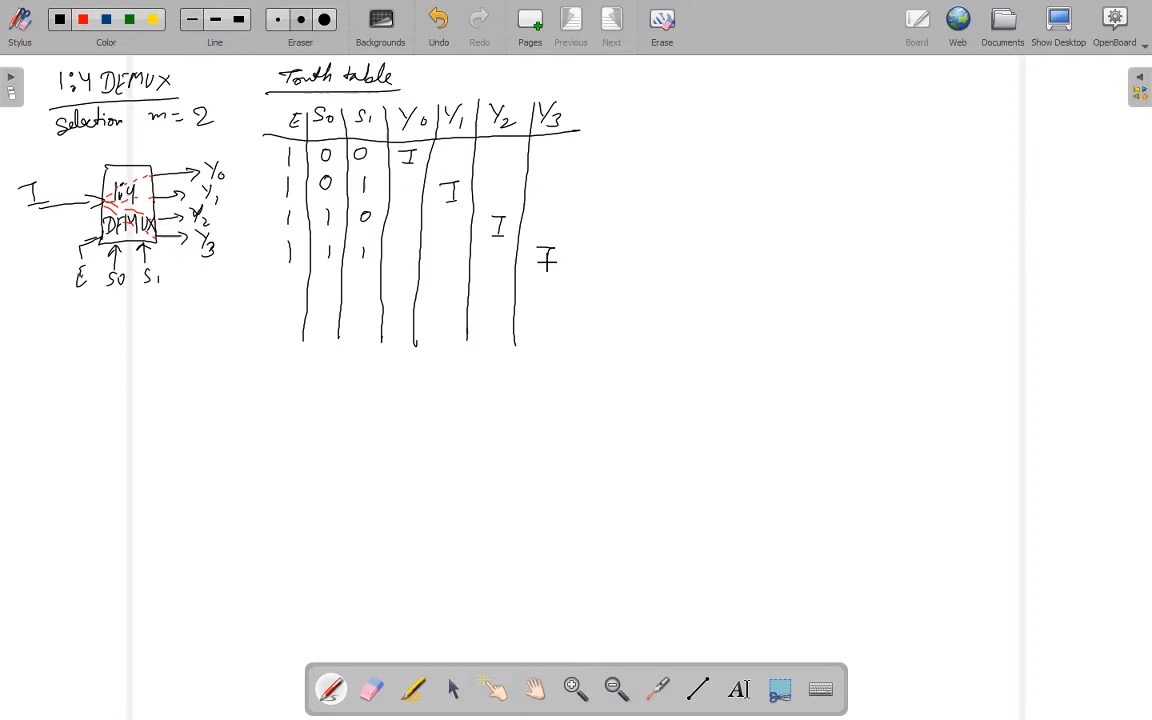 Stylus Color Line Eraser Backgrounds Undo Redo Pages Previous Next Erase Board Web Documents Show Desktop OpenBoard
1:4 DEMUX
Selection m = 2
I
1:4
DEMUX
Y0
Y1
Y2
Y3
E S0 S1
Truth table
E S0 S1 Y0 Y1 Y2 Y3
1 0 0 I
1 0 1 I
1 1 0 I
1 1 1 I